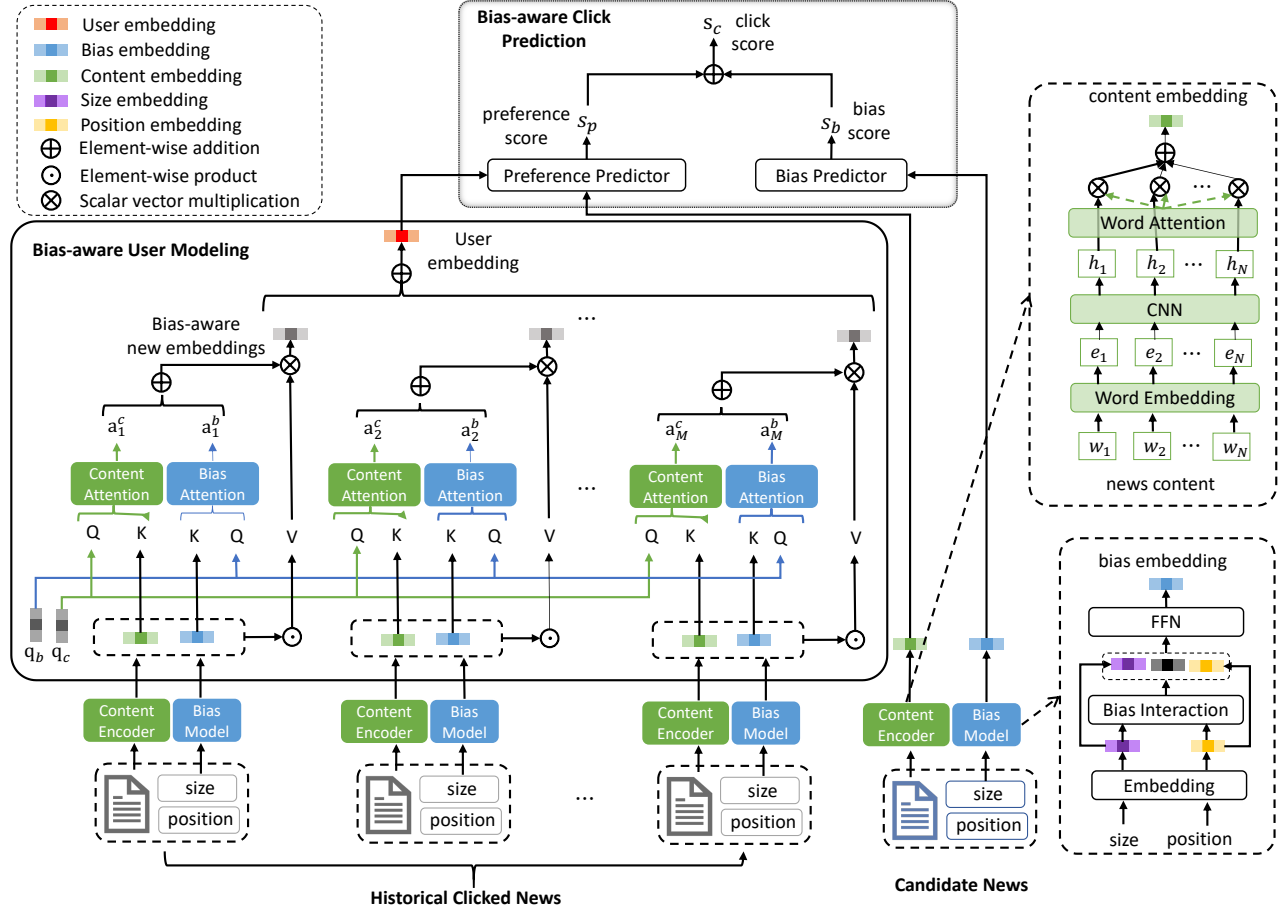 User embedding
Bias embedding
Content embedding
Size embedding
Position embedding
Element-wise addition
Element-wise product
Scalar vector multiplication
Bias-aware Click
Prediction
s_c
click
score
preference
score
s_p
s_b
bias
score
Preference Predictor
Bias Predictor
Bias-aware User Modeling
User
embedding
Bias-aware
new embeddings
...
a_1^c
a_1^b
a_2^c
a_2^b
a_M^c
a_M^b
Content
Attention
Bias
Attention
Content
Attention
Bias
Attention
...
Content
Attention
Bias
Attention
Q K K Q V
Q K K Q V
Q K K Q V
q_b q_c
Content
Encoder
Bias
Model
Content
Encoder
Bias
Model
Content
Encoder
Bias
Model
Content
Encoder
Bias
Model
size
position
size
position
...
size
position
size
position
Historical Clicked News
Candidate News
content embedding
...
Word Attention
h_1 h_2 ... h_N
CNN
e_1 e_2 ... e_N
Word Embedding
w_1 w_2 ... w_N
news content
bias embedding
FFN
Bias Interaction
Embedding
size
position